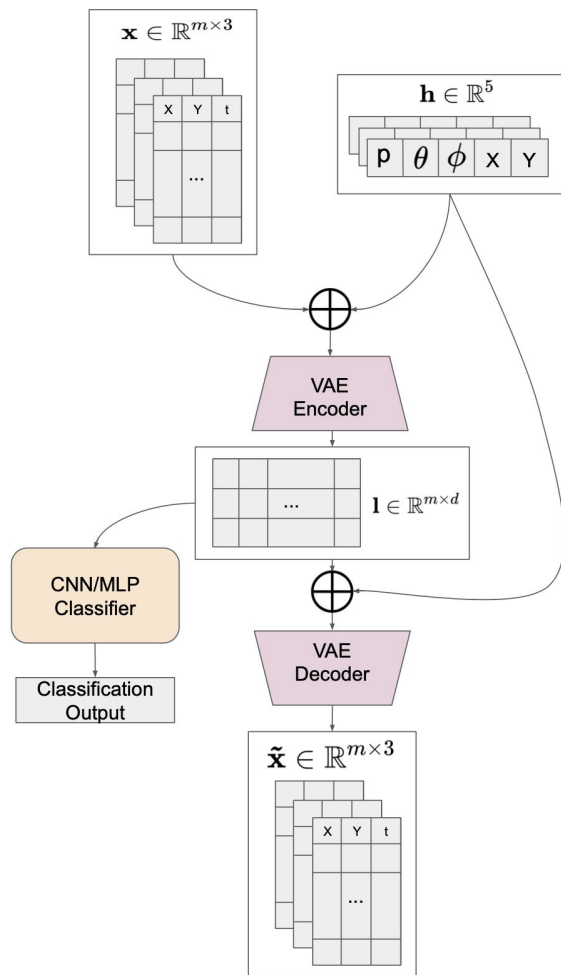 𝐱 ∈ ℝ^{m×3}
X Y t
...
𝐡 ∈ ℝ^5
p θ ϕ X Y
VAE
Encoder
...
𝐥 ∈ ℝ^{m×d}
CNN/MLP
Classifier
Classification
Output
VAE
Decoder
𝐱̃ ∈ ℝ^{m×3}
X Y t
...